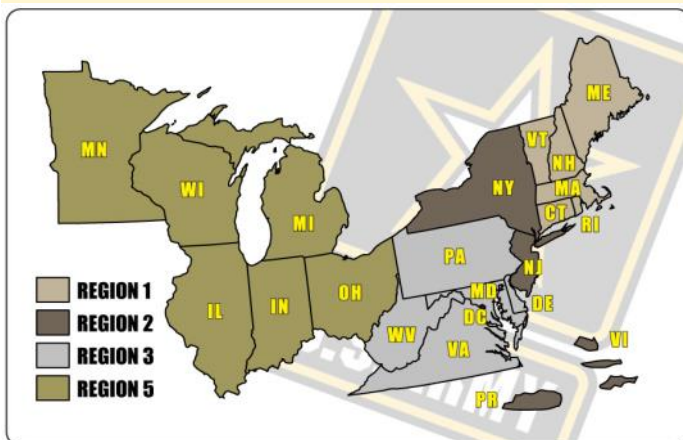 ME
VT
NH
MN
NY
MA
WI
CT
MI
RI
PA
NJ
REGION 1
MD
DE
OH
REGION 2
IL
IN
DC
WV
VI
REGION 3
VA
REGION 5
PR